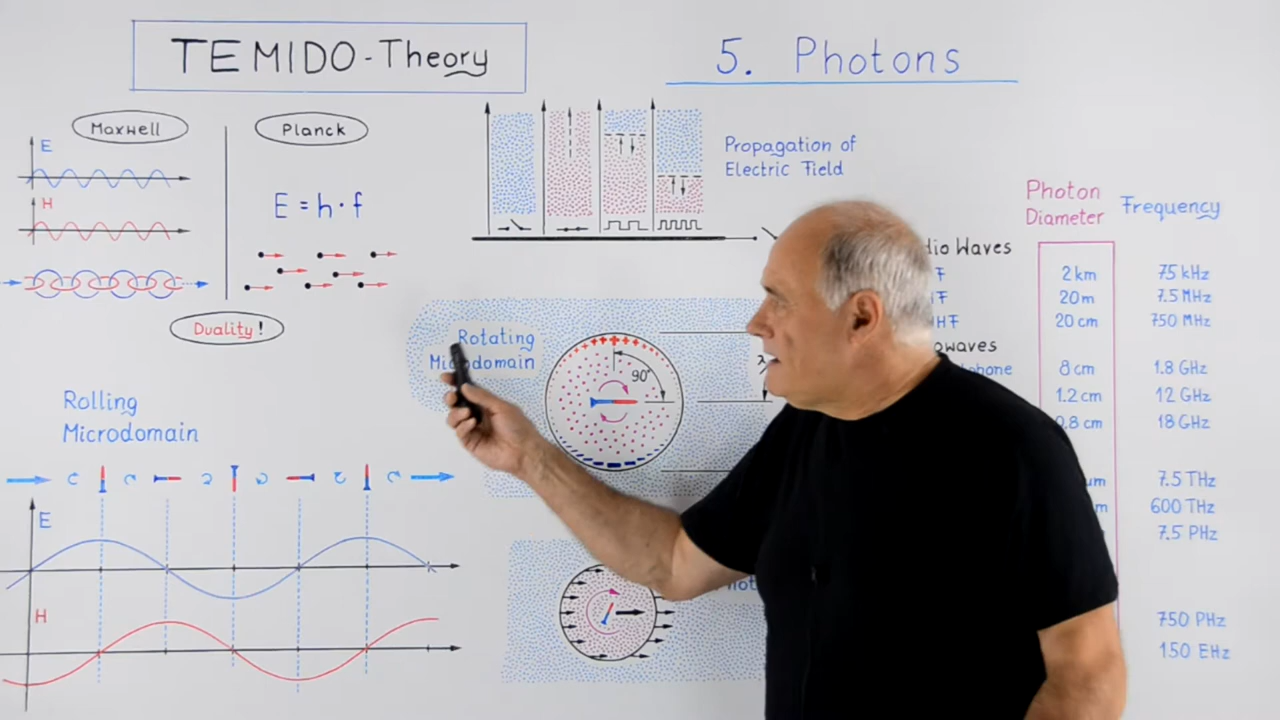 TEMIDO-Theory
5. Photons
Maxwell
Planck
E
H
E = h · f
Duality!
Propagation of
Electric Field
Rotating
90°
λ
Rolling
Microdomain
E
H
Photon
Diameter
Frequency
Waves
2 km
75 kHz
20 m
7.5 MHz
20 cm
750 MHz
8 cm
1.8 GHz
1.2 cm
12 GHz
0.8 cm
18 GHz
7.5 THz
600 THz
7.5 PHz
750 PHz
150 EHz